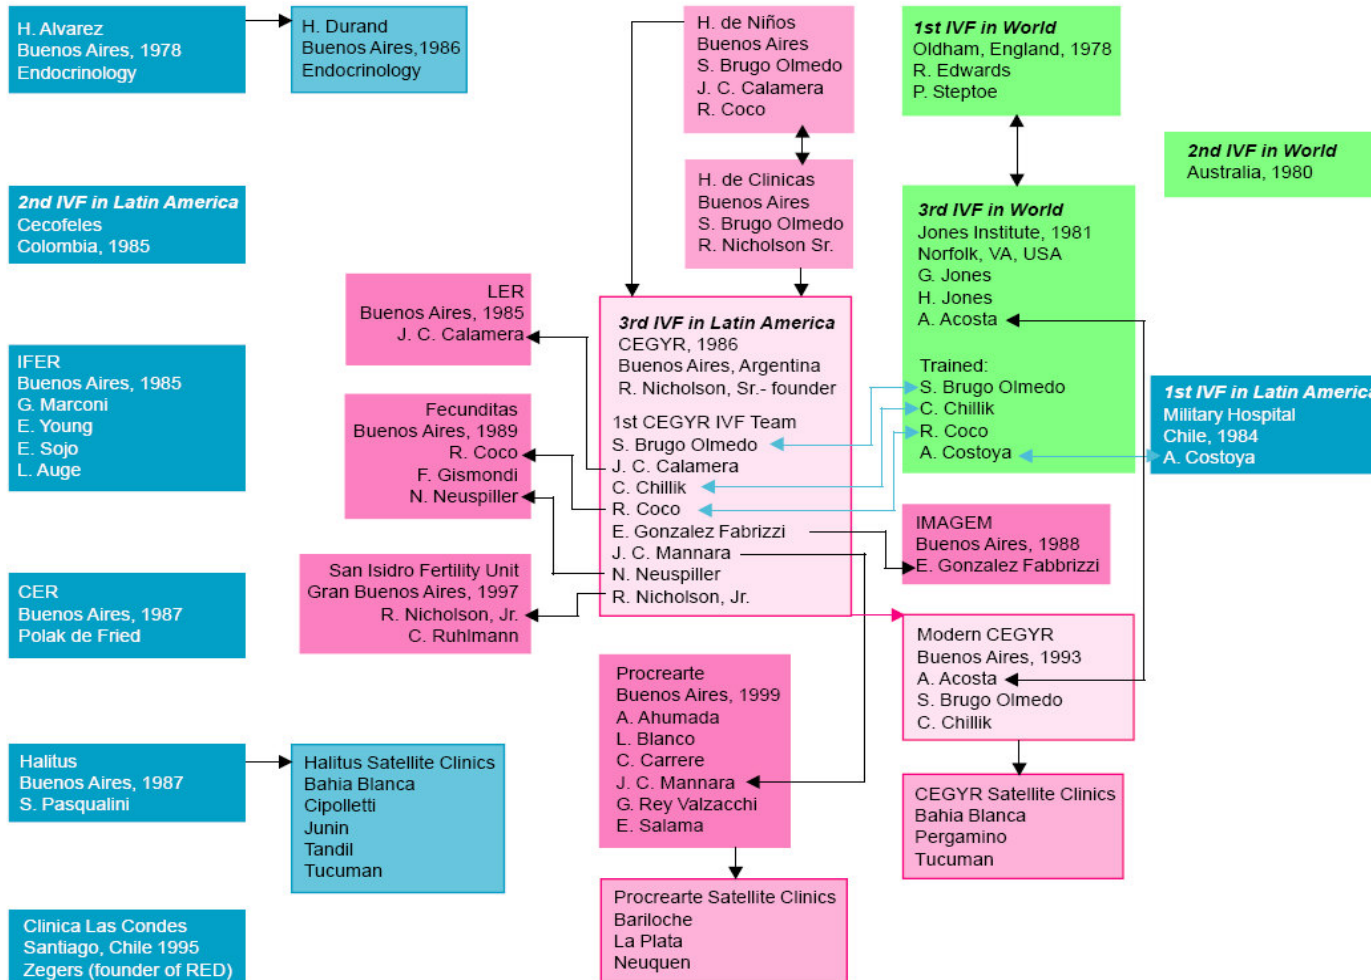 H. Alvarez
Buenos Aires, 1978
Endocrinology
H. Durand
Buenos Aires,1986
Endocrinology
H. de Niños
Buenos Aires
S. Brugo Olmedo
J. C. Calamera
R. Coco
1st IVF in World
Oldham, England, 1978
R. Edwards
P. Steptoe
2nd IVF in World
Australia, 1980
2nd IVF in Latin America
Cecofeles
Colombia, 1985
H. de Clinicas
Buenos Aires
S. Brugo Olmedo
R. Nicholson Sr.
3rd IVF in World
Jones Institute, 1981
Norfolk, VA, USA
G. Jones
H. Jones
A. Acosta
Trained:
S. Brugo Olmedo
C. Chillik
R. Coco
A. Costoya
LER
Buenos Aires, 1985
J. C. Calamera
3rd IVF in Latin America
CEGYR, 1986
Buenos Aires, Argentina
R. Nicholson, Sr.- founder
1st CEGYR IVF Team
S. Brugo Olmedo
J. C. Calamera
C. Chillik
R. Coco
E. Gonzalez Fabrizzi
J. C. Mannara
N. Neuspiller
R. Nicholson, Jr.
IFER
Buenos Aires, 1985
G. Marconi
E. Young
E. Sojo
L. Auge
Fecunditas
Buenos Aires, 1989
R. Coco
F. Gismondi
N. Neuspiller
1st IVF in Latin America
Military Hospital
Chile, 1984
A. Costoya
IMAGEM
Buenos Aires, 1988
E. Gonzalez Fabbrizzi
San Isidro Fertility Unit
Gran Buenos Aires, 1997
R. Nicholson, Jr.
C. Ruhlmann
CER
Buenos Aires, 1987
Polak de Fried
Modern CEGYR
Buenos Aires, 1993
A. Acosta
S. Brugo Olmedo
C. Chillik
Procrearte
Buenos Aires, 1999
A. Ahumada
L. Blanco
C. Carrere
J. C. Mannara
G. Rey Valzacchi
E. Salama
Halitus
Buenos Aires, 1987
S. Pasqualini
Halitus Satellite Clinics
Bahia Blanca
Cipolletti
Junin
Tandil
Tucuman
CEGYR Satellite Clinics
Bahia Blanca
Pergamino
Tucuman
Procrearte Satellite Clinics
Bariloche
La Plata
Neuquen
Clinica Las Condes
Santiago, Chile 1995
Zegers (founder of RED)